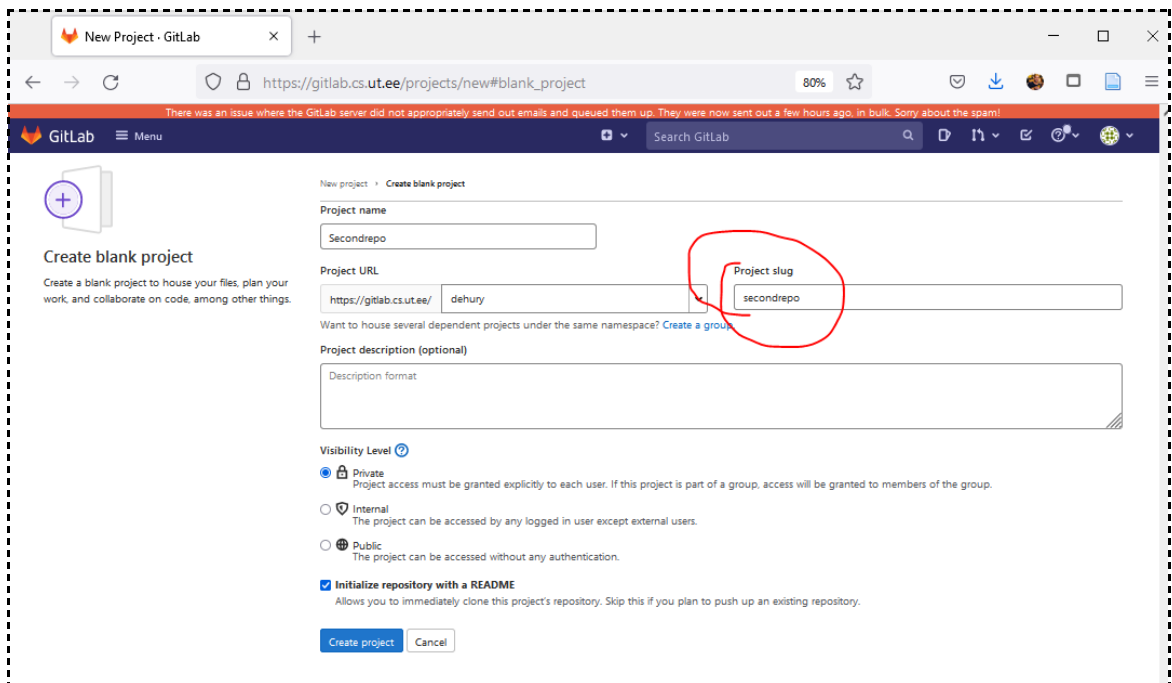 New Project · GitLab
https://gitlab.cs.ut.ee/projects/new#blank_project
80%
There was an issue where the GitLab server did not appropriately send out emails and queued them up. They were now sent out a few hours ago, in bulk. Sorry about the spam!
GitLab
Menu
Search GitLab
New project › Create blank project
Create blank project
Create a blank project to house your files, plan your
work, and collaborate on code, among other things.
Project name
Secondrepo
Project URL
Project slug
https://gitlab.cs.ut.ee/
dehury
secondrepo
Want to house several dependent projects under the same namespace? Create a group.
Project description (optional)
Description format
Visibility Level
Private
Project access must be granted explicitly to each user. If this project is part of a group, access will be granted to members of the group.
Internal
The project can be accessed by any logged in user except external users.
Public
The project can be accessed without any authentication.
Initialize repository with a README
Allows you to immediately clone this project's repository. Skip this if you plan to push up an existing repository.
Create project
Cancel